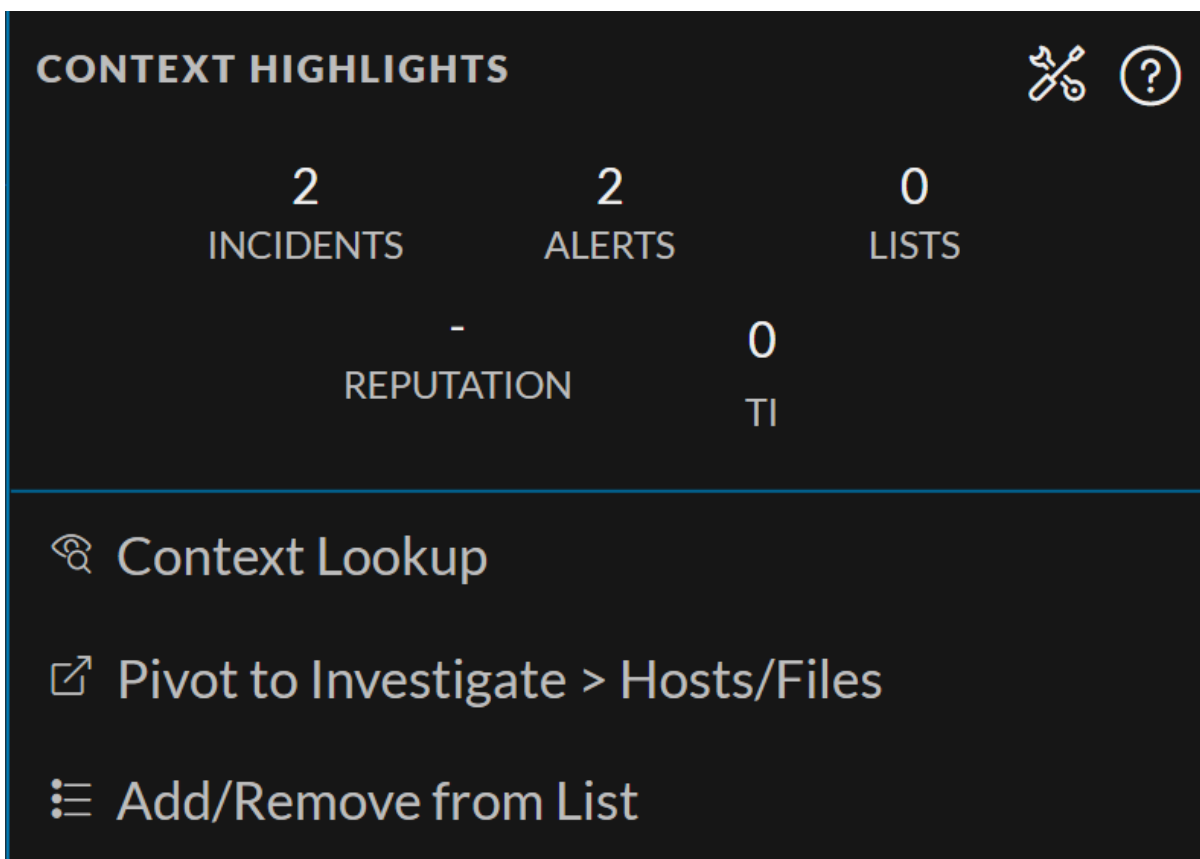 CONTEXT HIGHLIGHTS ?
2 2 0
INCIDENTS ALERTS LISTS
- 0
REPUTATION TI
Context Lookup
Pivot to Investigate > Hosts/Files
Add/Remove from List